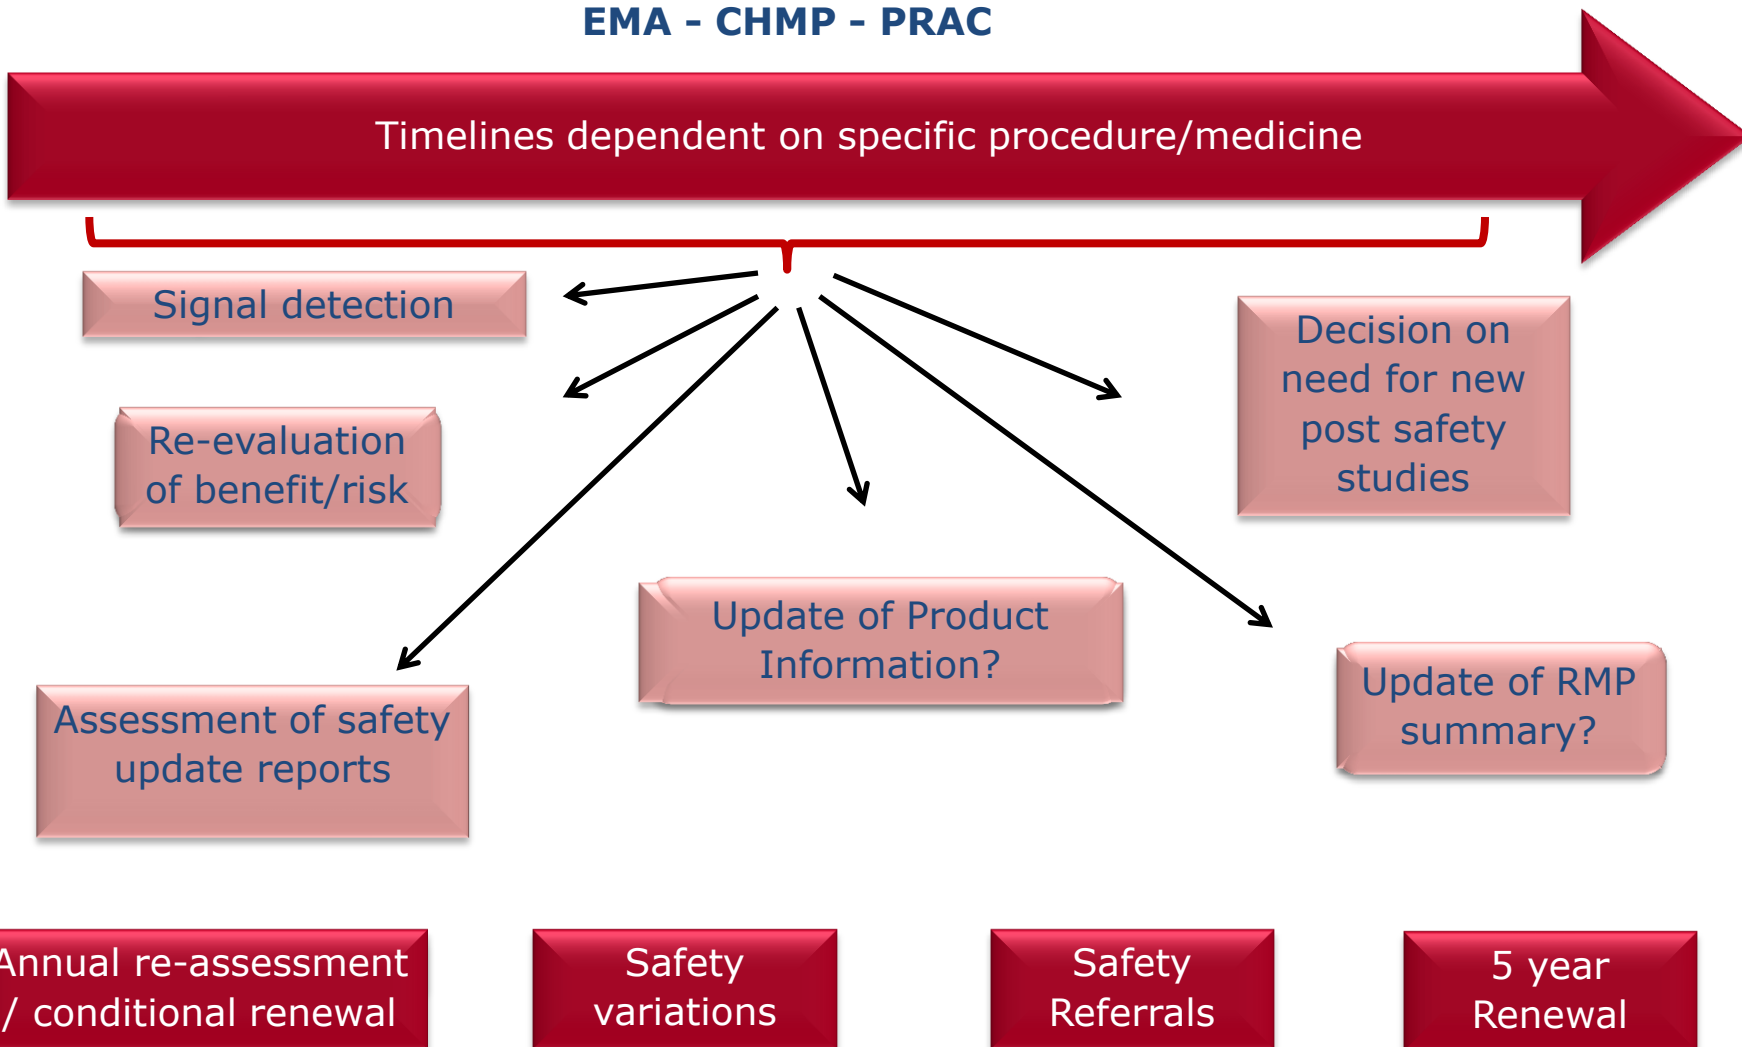 EMA – CHMP – PRAC
Timelines dependent on specific procedure/medicine
Signal detection
Decision on
need for new
post safety
studies
Re-evaluation
of benefit/risk
Update of Product
Information?
Update of RMP
summary?
Assessment of safety
update reports
Annual re-assessment
/ conditional renewal
Safety
variations
Safety
Referrals
5 year
Renewal